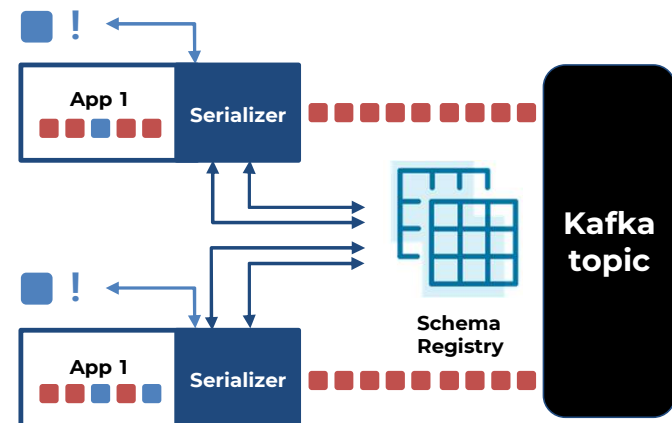 !
App 1
Serializer
Kafka
topic
Schema
Registry
!
App 1
Serializer